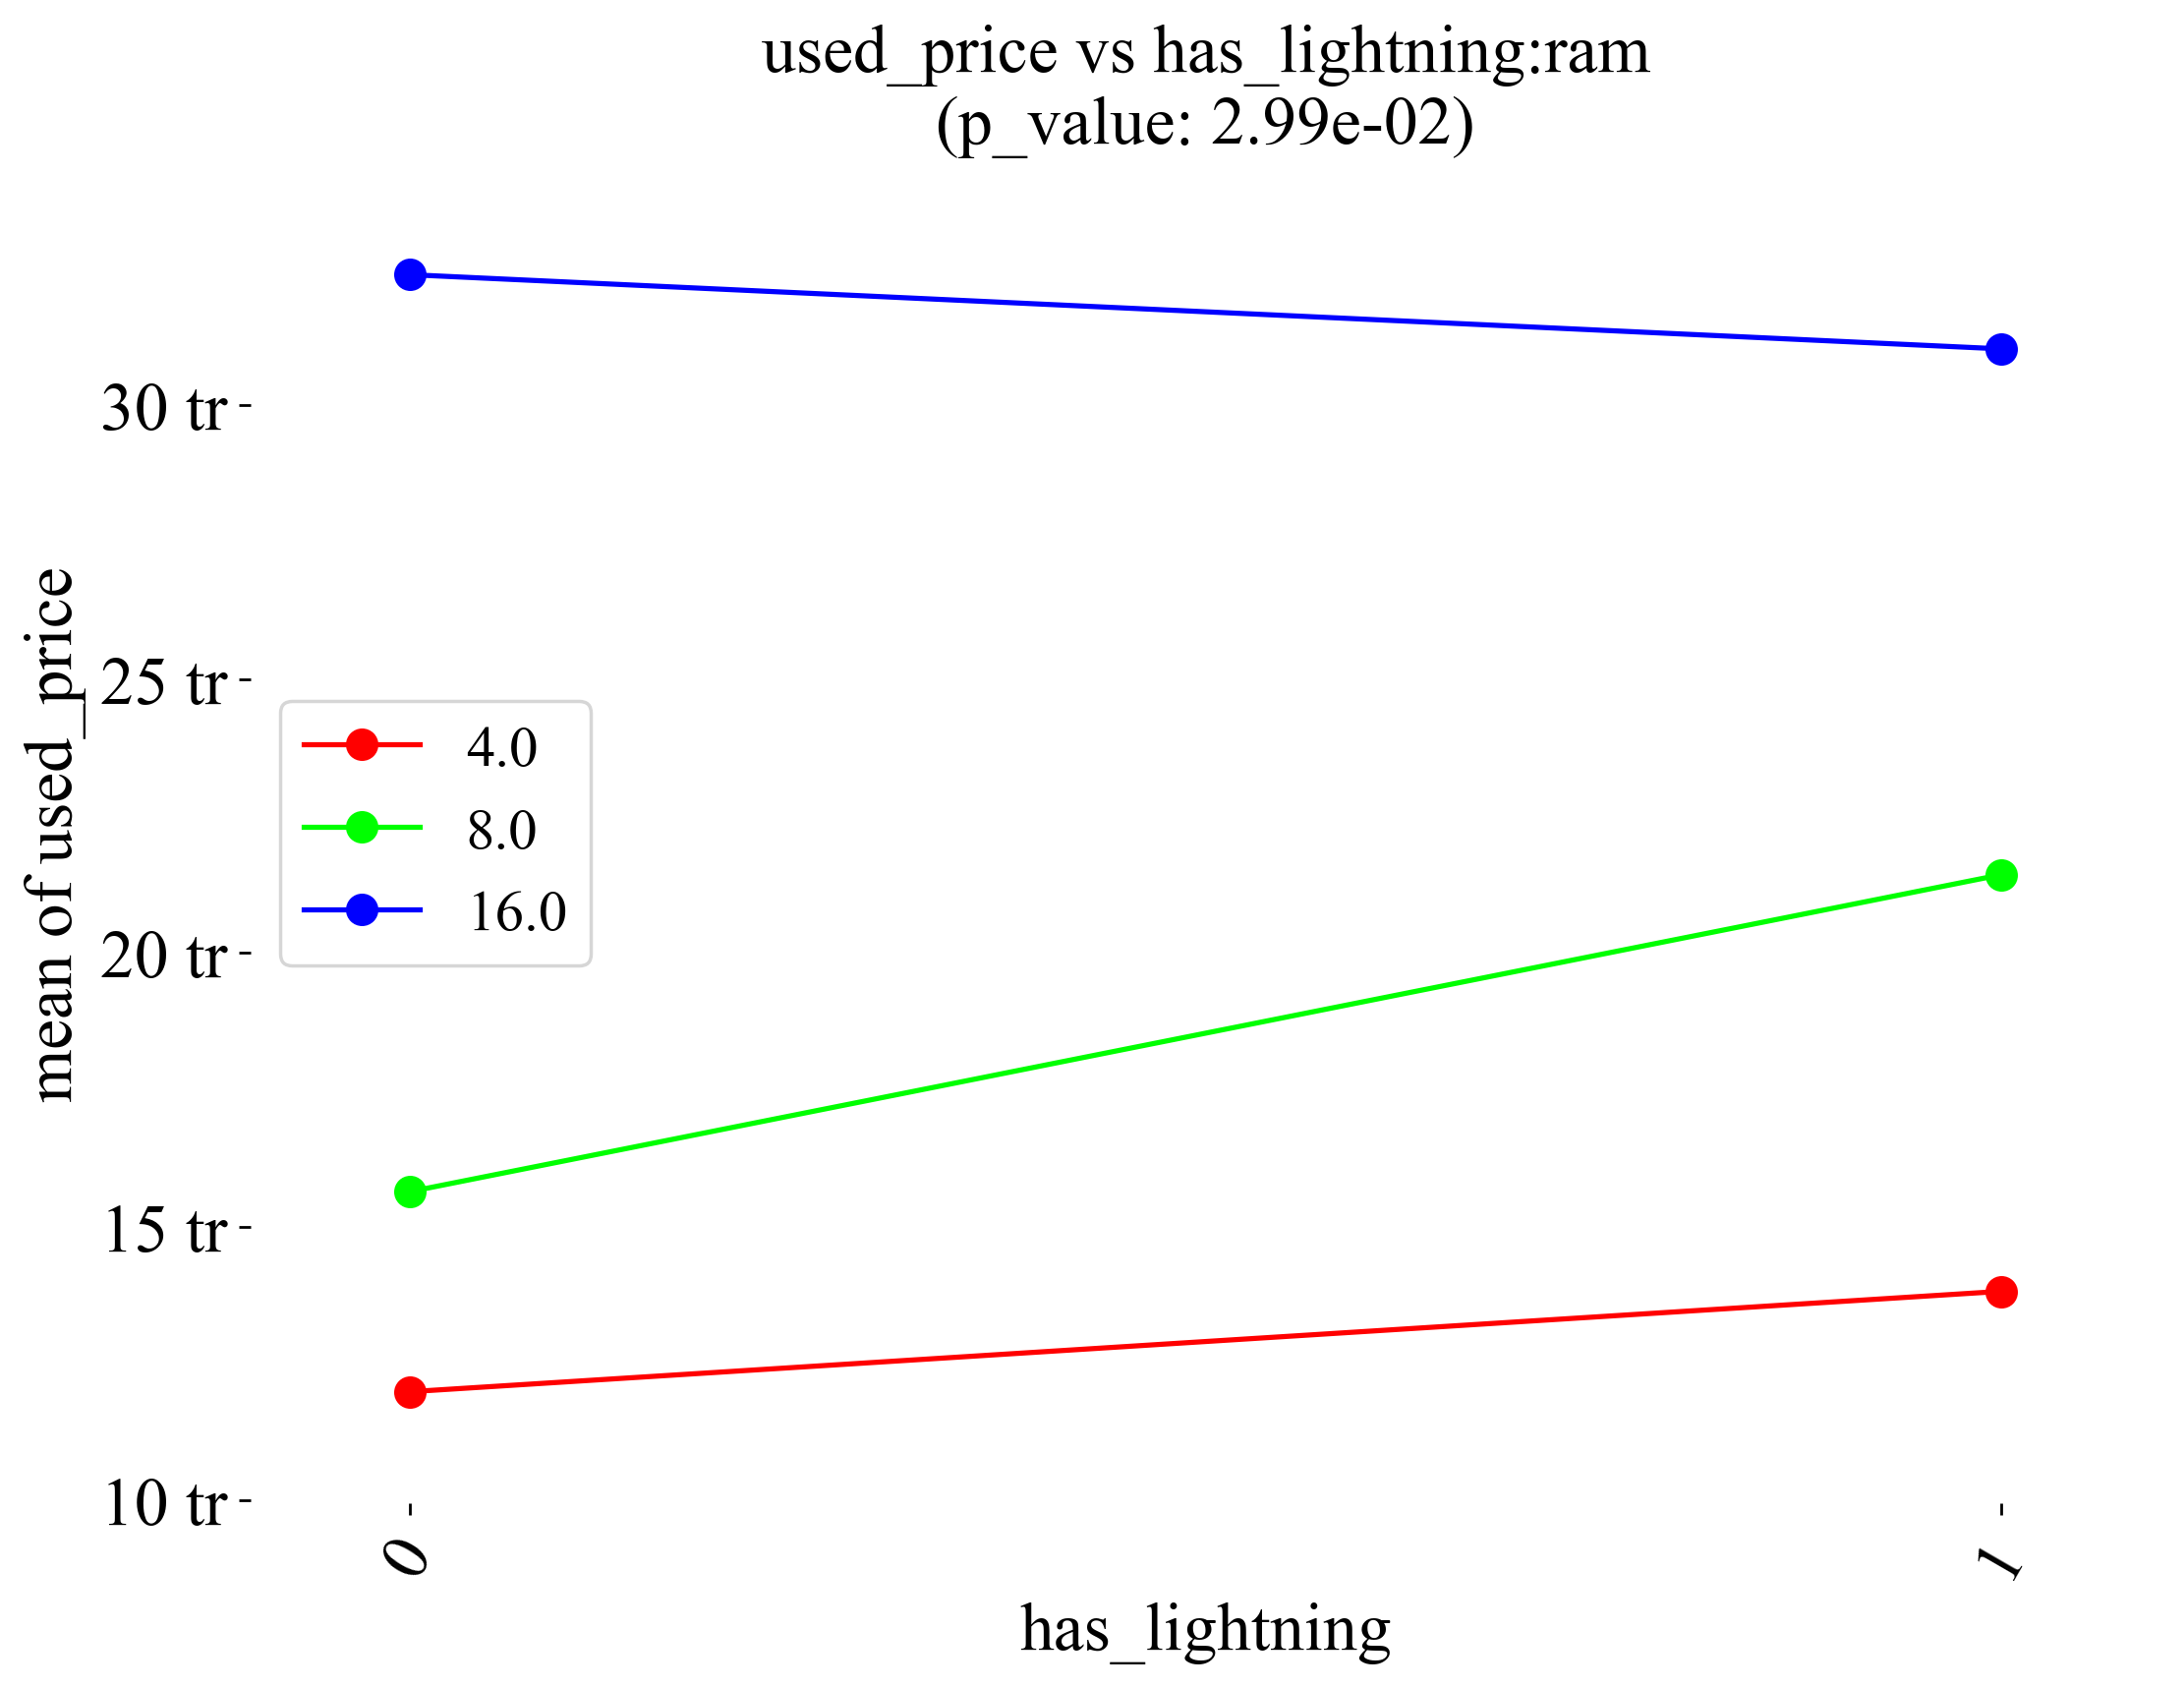 used_price vs has_lightning:ram
(p_value: 2.99e-02)
mean of used_price
30 tr
25 tr
20 tr
15 tr
10 tr
4.0
8.0
16.0
0
1
has_lightning